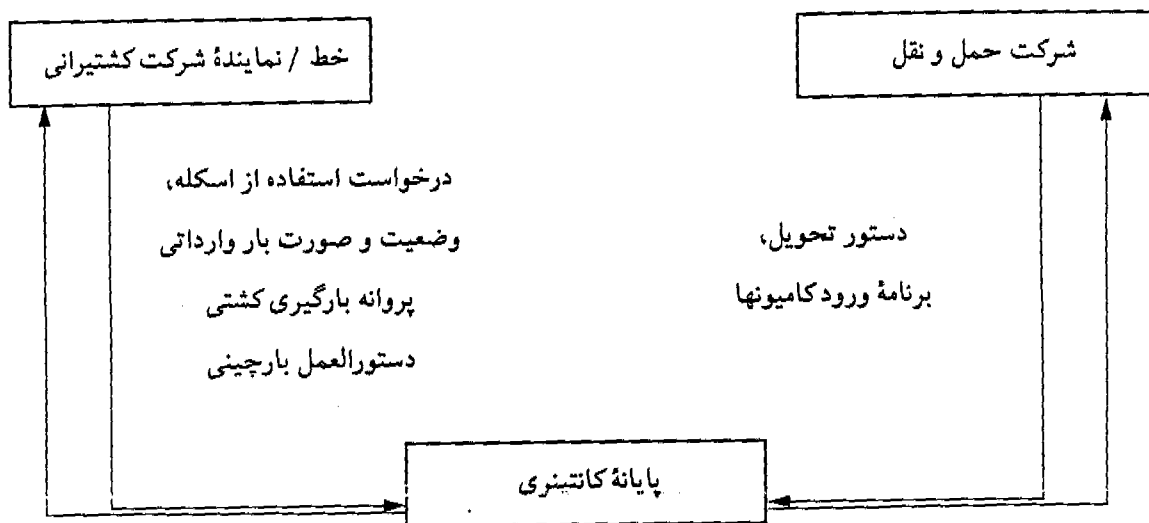 شرکت حمل و نقل
خط / نمایندهٔ شرکت کشتیرانی
دستور تحویل،
برنامهٔ ورود کامیونها
درخواست استفاده از اسکله،
وضعیت و صورت بار وارداتی
پروانه بارگیری کشتی
دستورالعمل بارچینی
پایانهٔ کانتینری